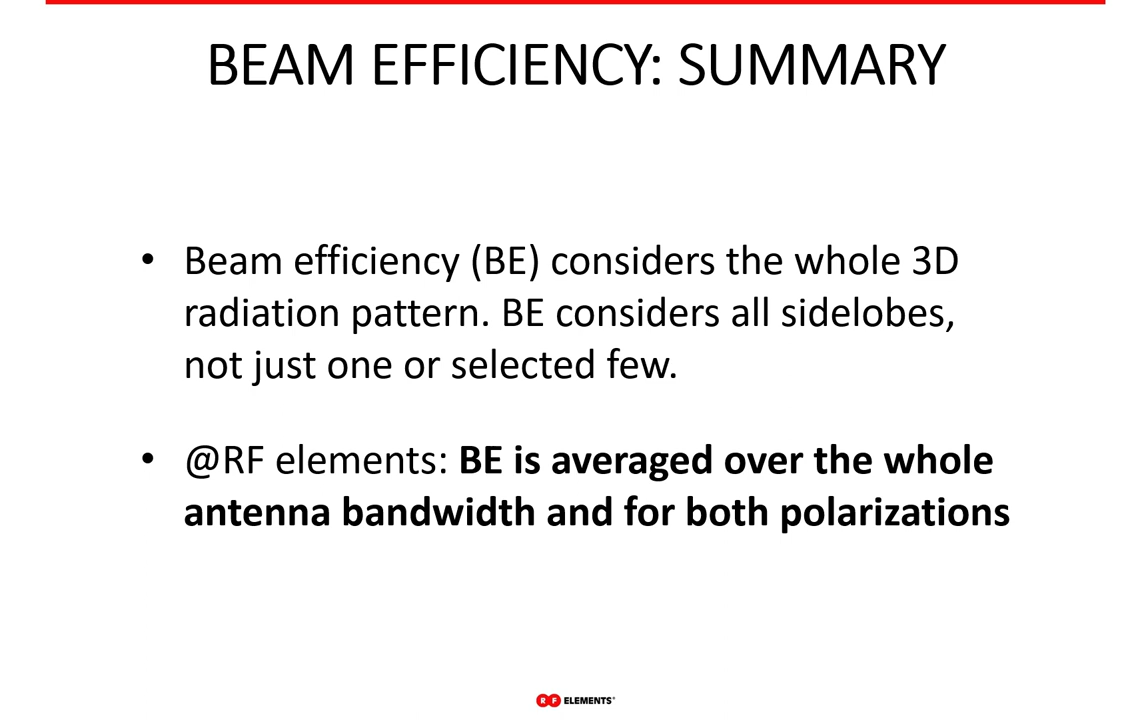 BEAM EFFICIENCY: SUMMARY
• Beam efficiency (BE) considers the whole 3D
radiation pattern. BE considers all sidelobes,
not just one or selected few.
• @RF elements: BE is averaged over the whole
antenna bandwidth and for both polarizations
RF ELEMENTS®